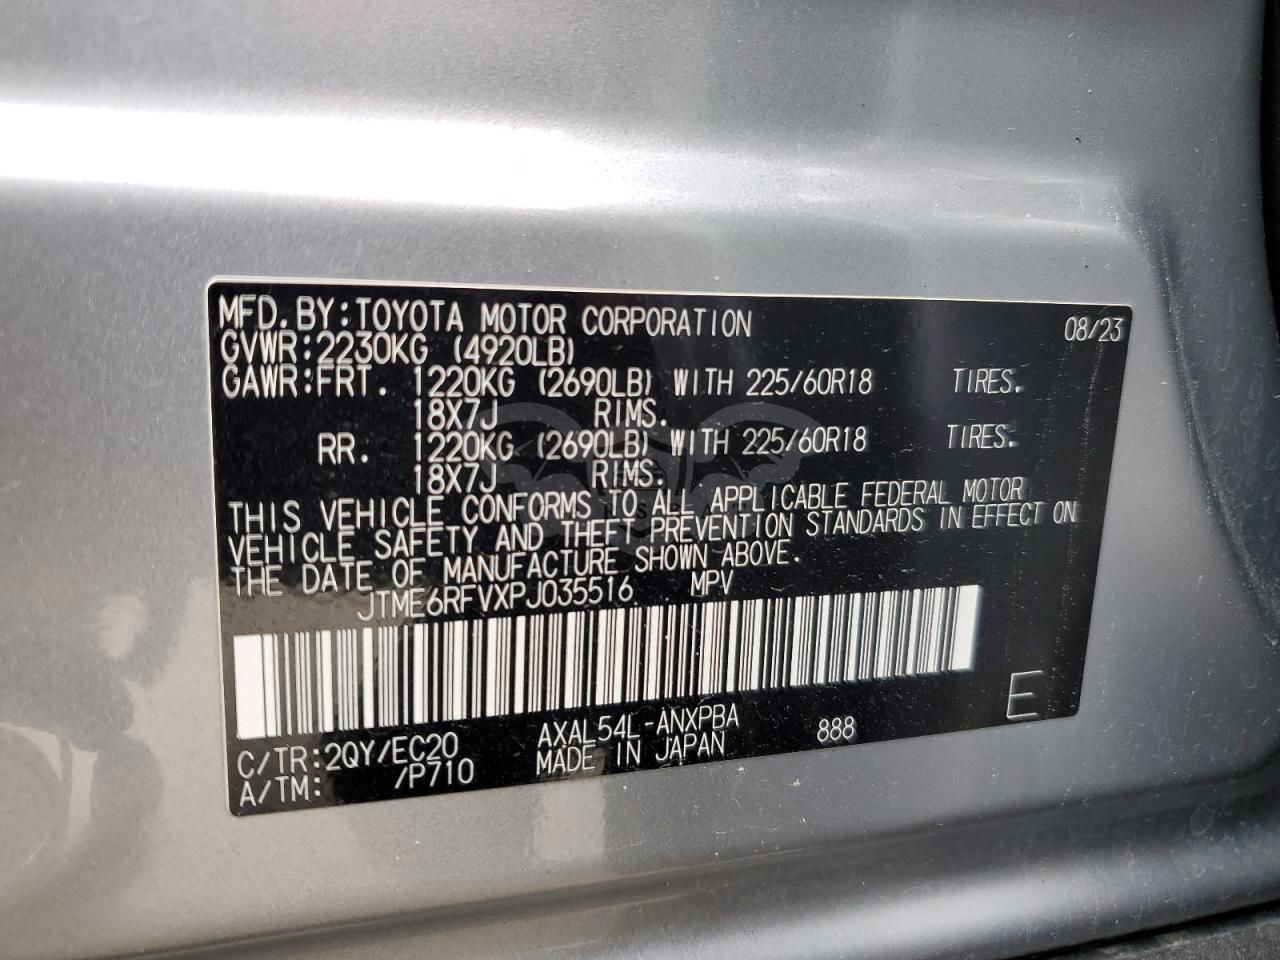 MFD.BY:TOYOTA MOTOR CORPORATION 08/23
GVWR:2230KG (4920LB)
GAWR:FRT. 1220KG (2690LB) WITH 225/60R18 TIRES.
18X7J RIMS.
RR. 1220KG (2690LB) WITH 225/60R18 TIRES.
18X7J RIMS.
THIS VEHICLE CONFORMS TO ALL APPLICABLE FEDERAL MOTOR
VEHICLE SAFETY AND THEFT PREVENTION STANDARDS IN EFFECT ON
THE DATE OF MANUFACTURE SHOWN ABOVE.
JTME6RFVXPJ035516 MPV
E
C/TR:2QY/EC20 AXAL54L-ANXPBA 888
A/TM: /P710 MADE IN JAPAN